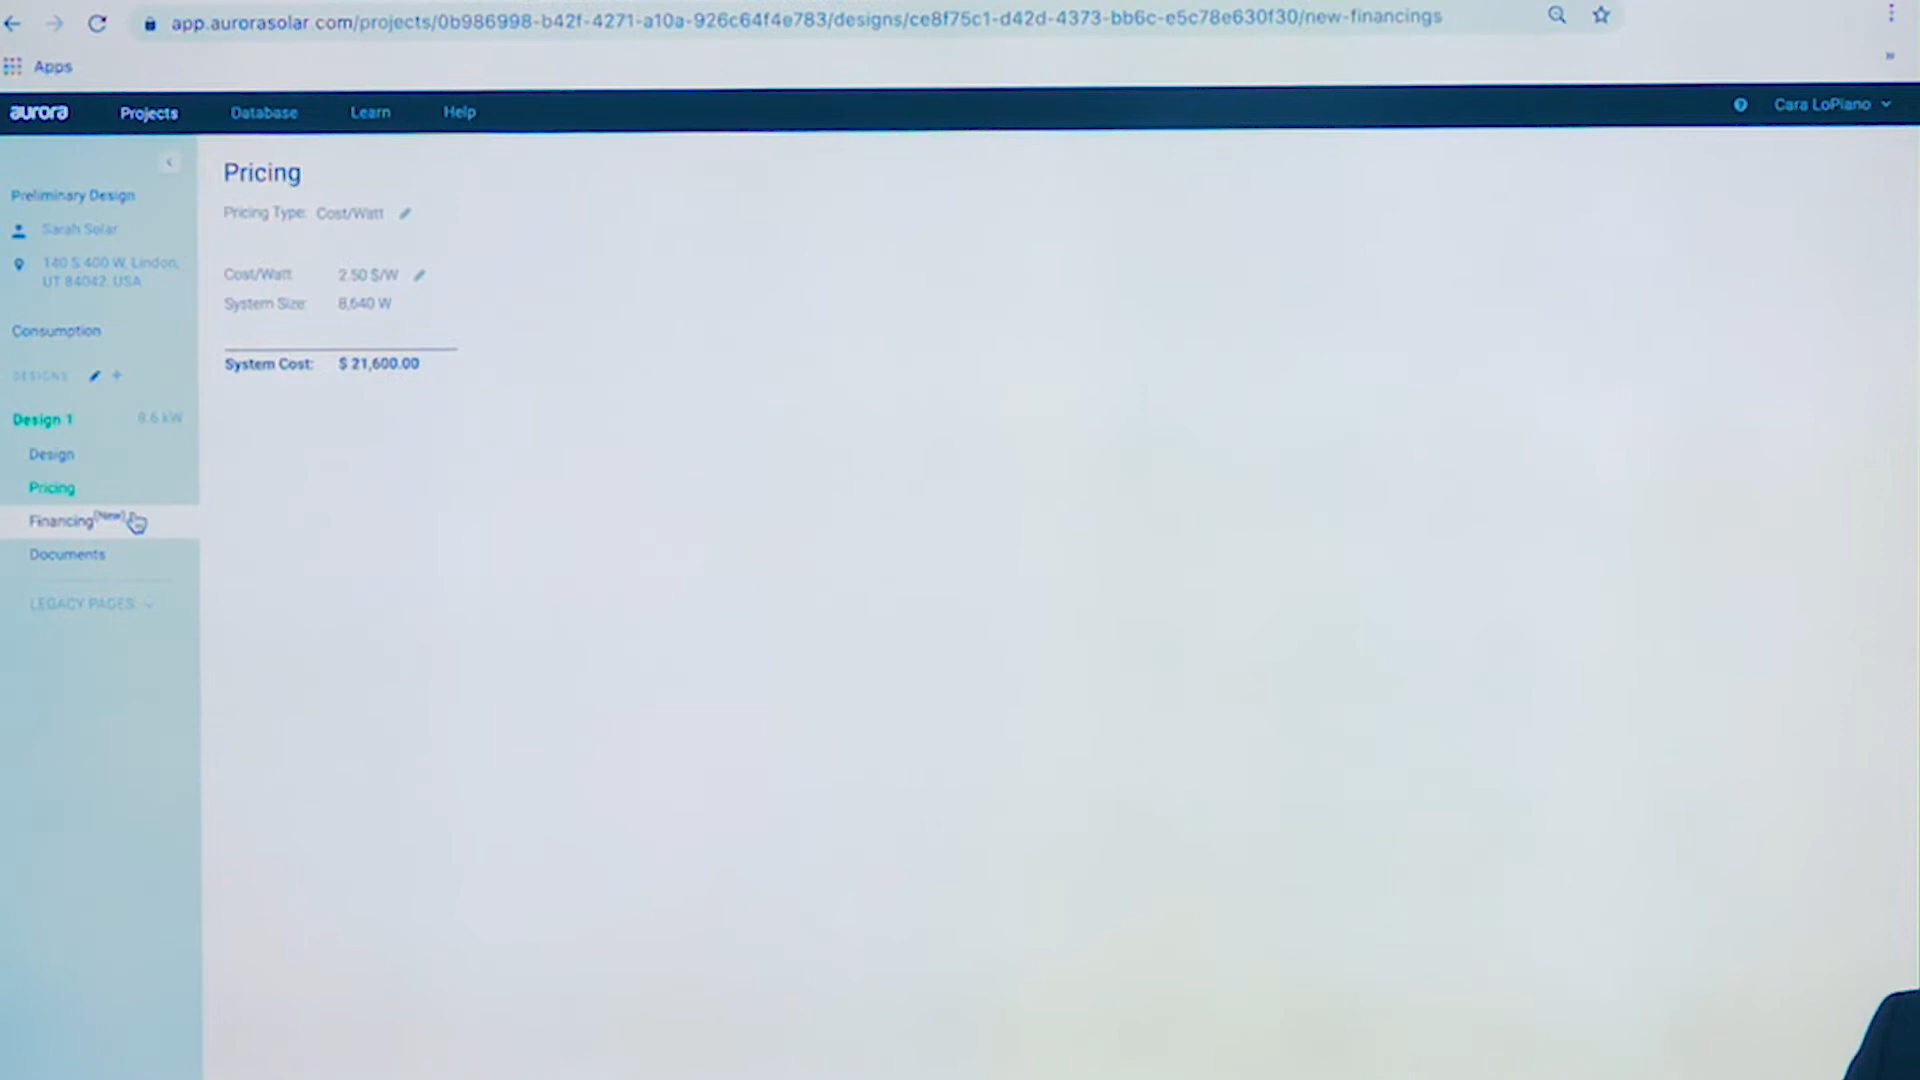 app.aurorasolar.com/projects/0b986998-b42f-4271-a10a-926c64f4e783/designs/ce8f75c1-d42d-4373-bb6c-e5c78e630f30/new-financings
Apps
aurora Projects Database Learn Help Cara LoPiano
Pricing
Pricing Type: Cost/Watt
Cost/Watt 2.50 $/W
System Size: 8,640 W
System Cost: $ 21,600.00
Preliminary Design
Sarah Solar
140 S 400 W, Lindon,
UT 84042, USA
Consumption
DESIGNS
Design 1 8.6 kW
Design
Pricing
Financing (New)
Documents
LEGACY PAGES